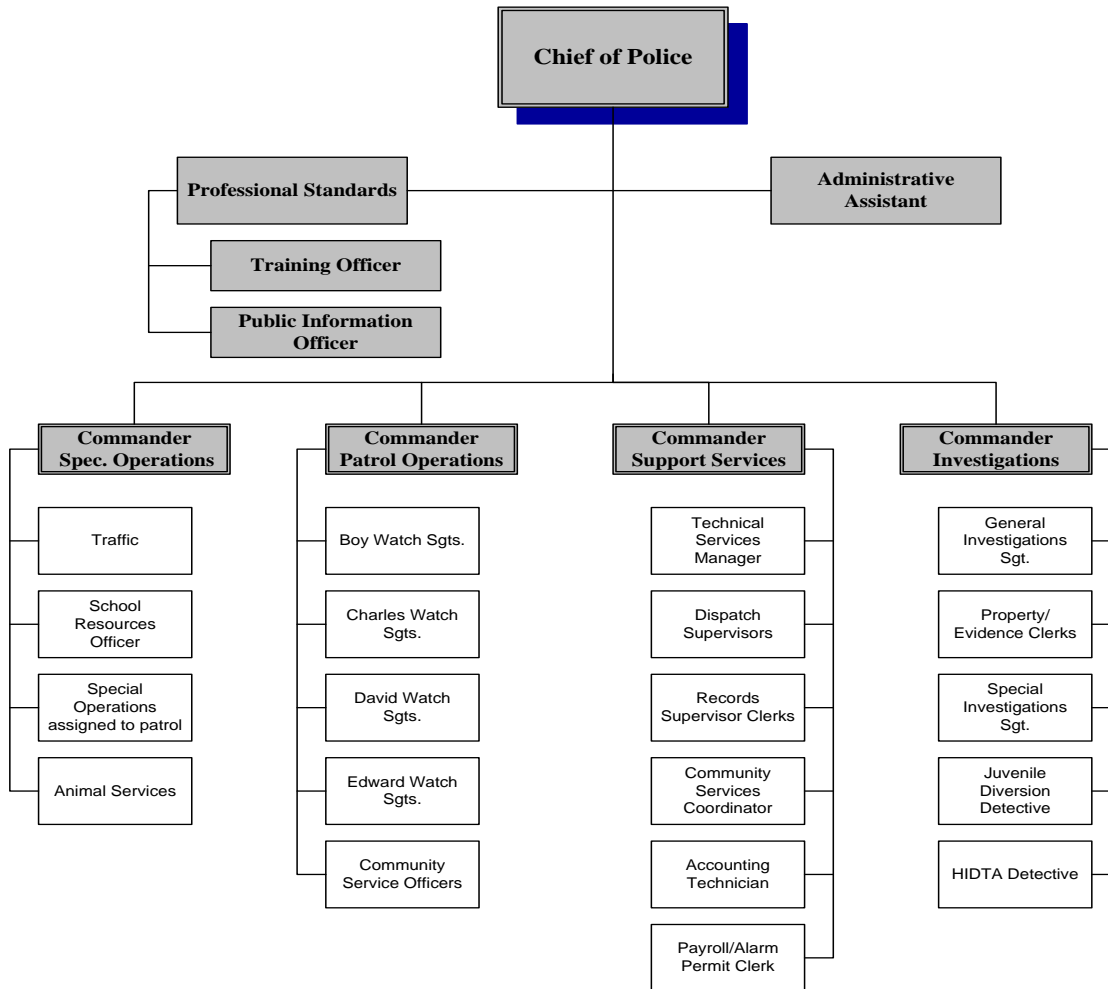 Chief of Police
Professional Standards
Administrative
Assistant
Training Officer
Public Information
Officer
Commander
Spec. Operations
Commander
Patrol Operations
Commander
Support Services
Commander
Investigations
Traffic
School
Resources
Officer
Special
Operations
assigned to patrol
Animal Services
Boy Watch Sgts.
Charles Watch
Sgts.
David Watch
Sgts.
Edward Watch
Sgts.
Community
Service Officers
Technical
Services
Manager
Dispatch
Supervisors
Records
Supervisor Clerks
Community
Services
Coordinator
Accounting
Technician
Payroll/Alarm
Permit Clerk
General
Investigations
Sgt.
Property/
Evidence Clerks
Special
Investigations
Sgt.
Juvenile
Diversion
Detective
HIDTA Detective